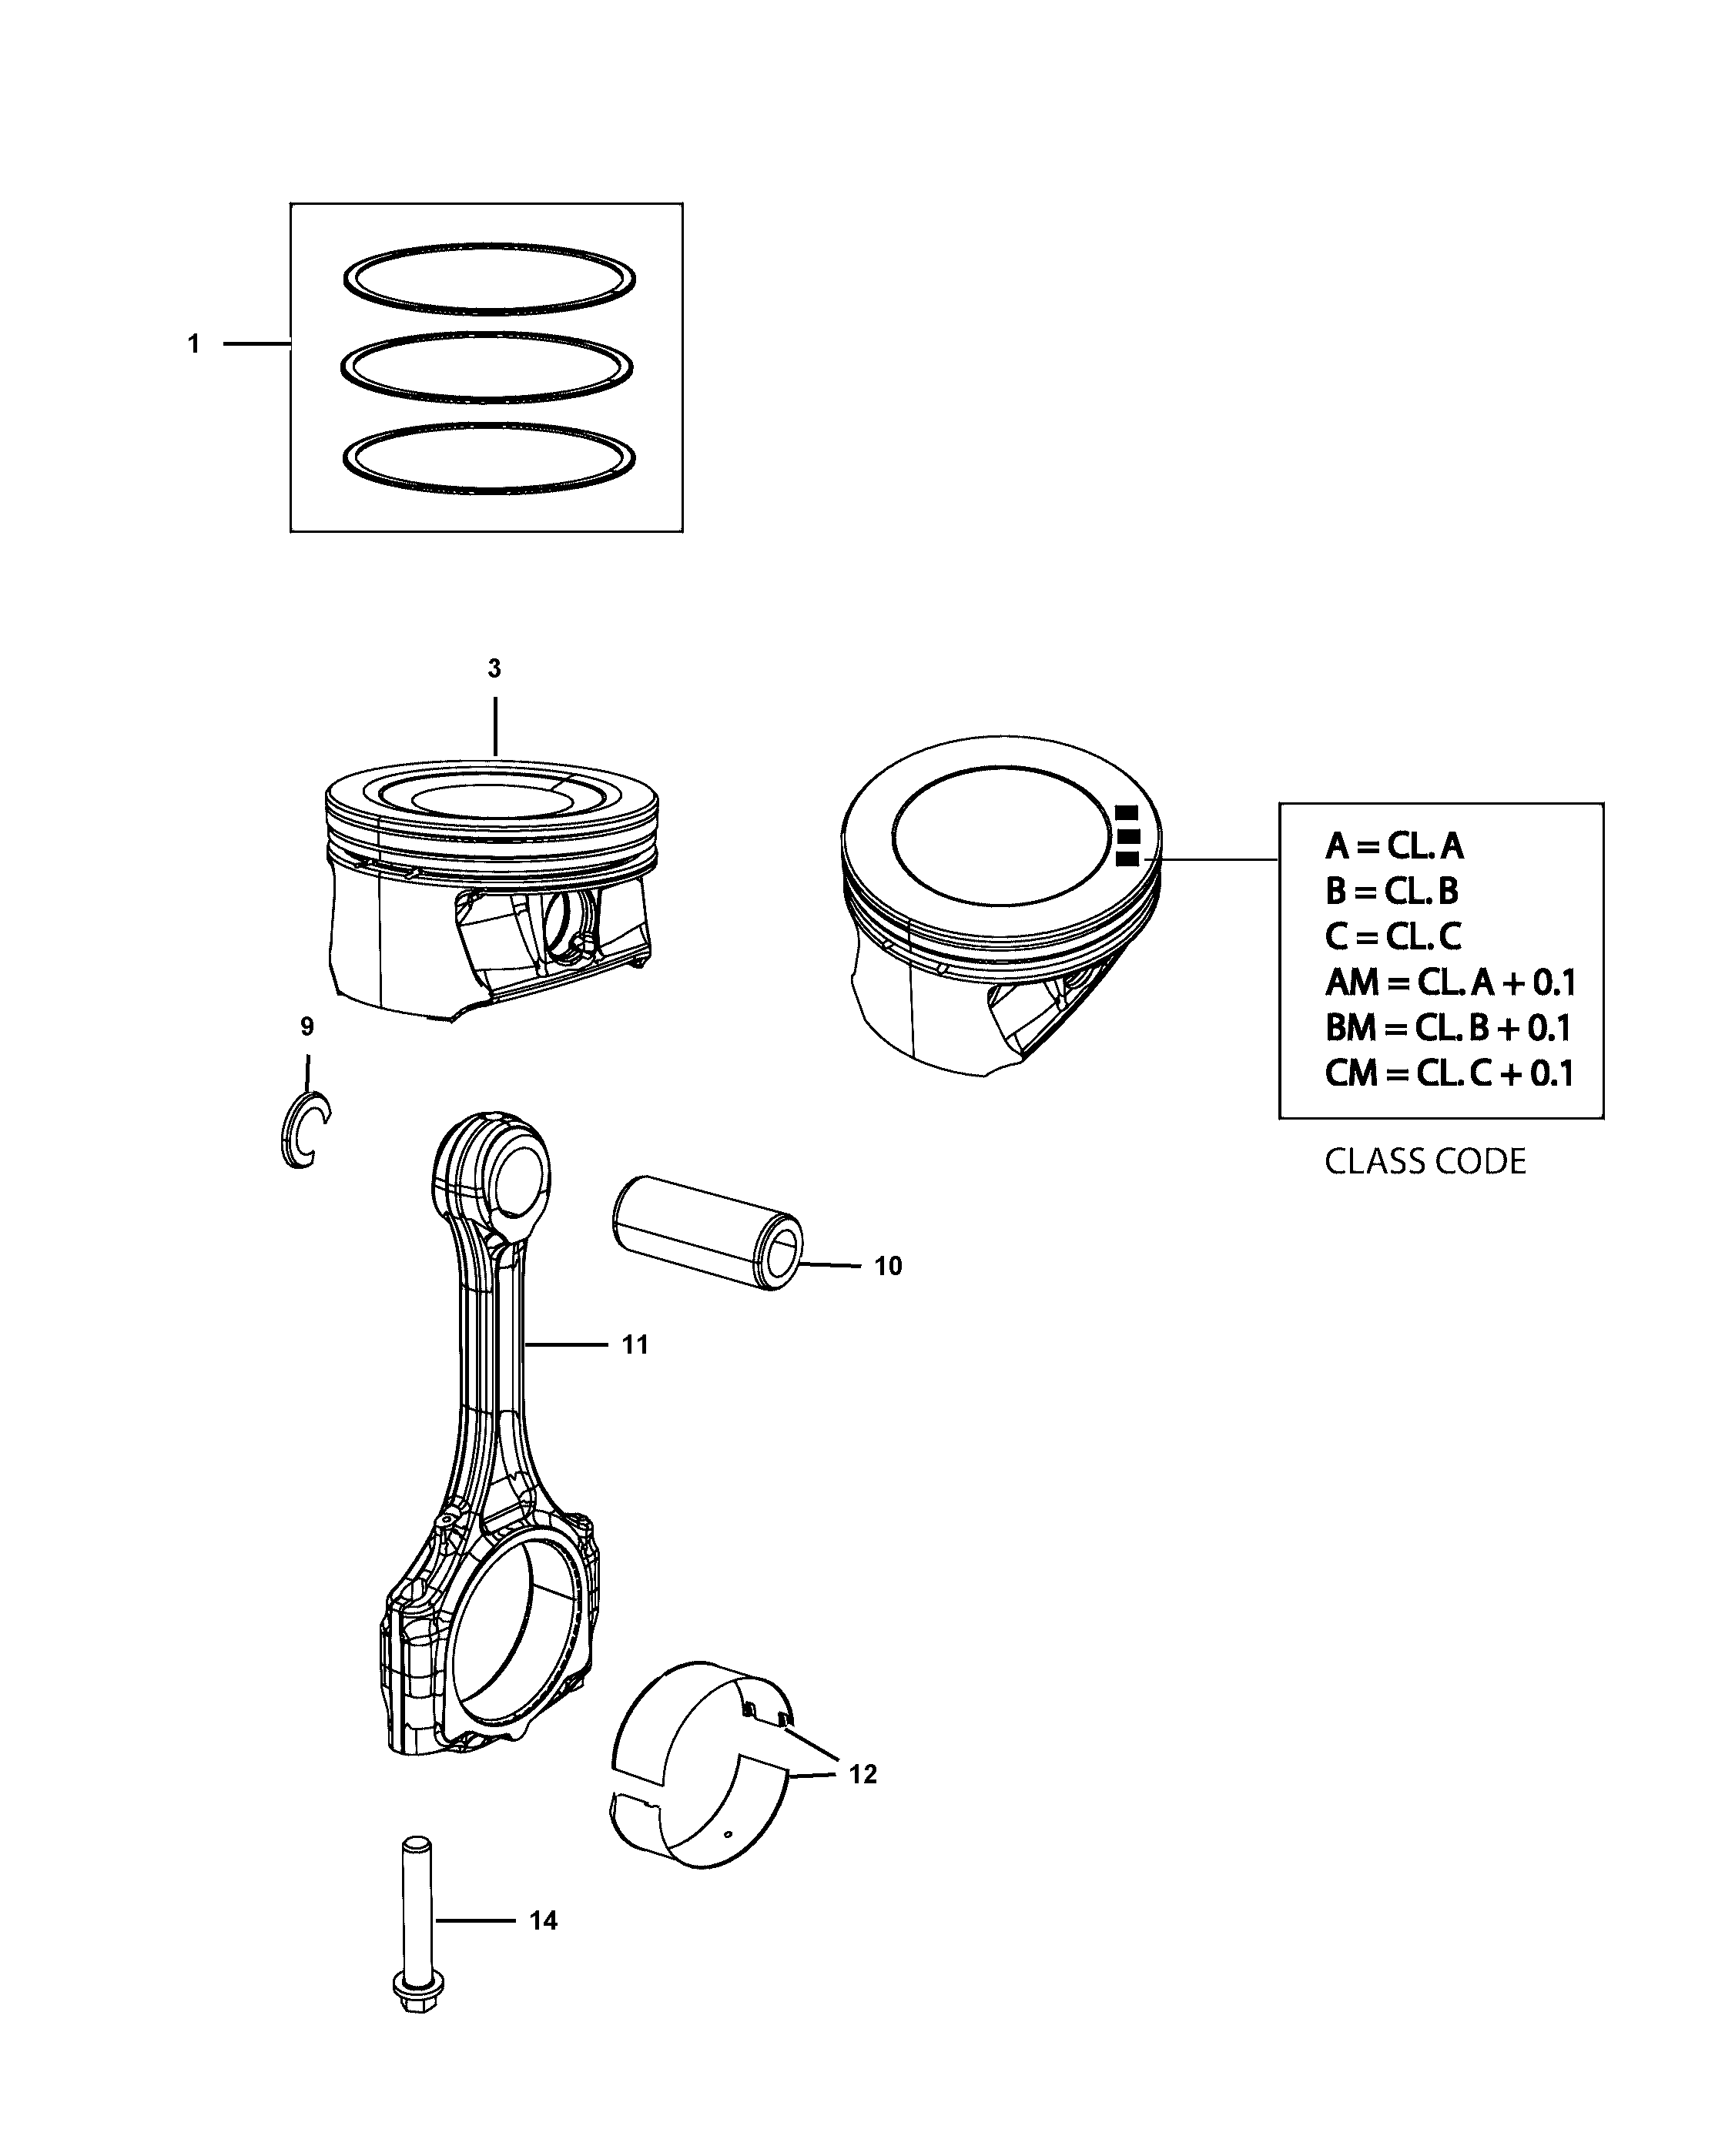 1
3
A = CL. A
B = CL. B
C = CL. C
AM = CL. A + 0.1
BM = CL. B + 0.1
CM = CL. C + 0.1
CLASS CODE
9
10
11
12
14